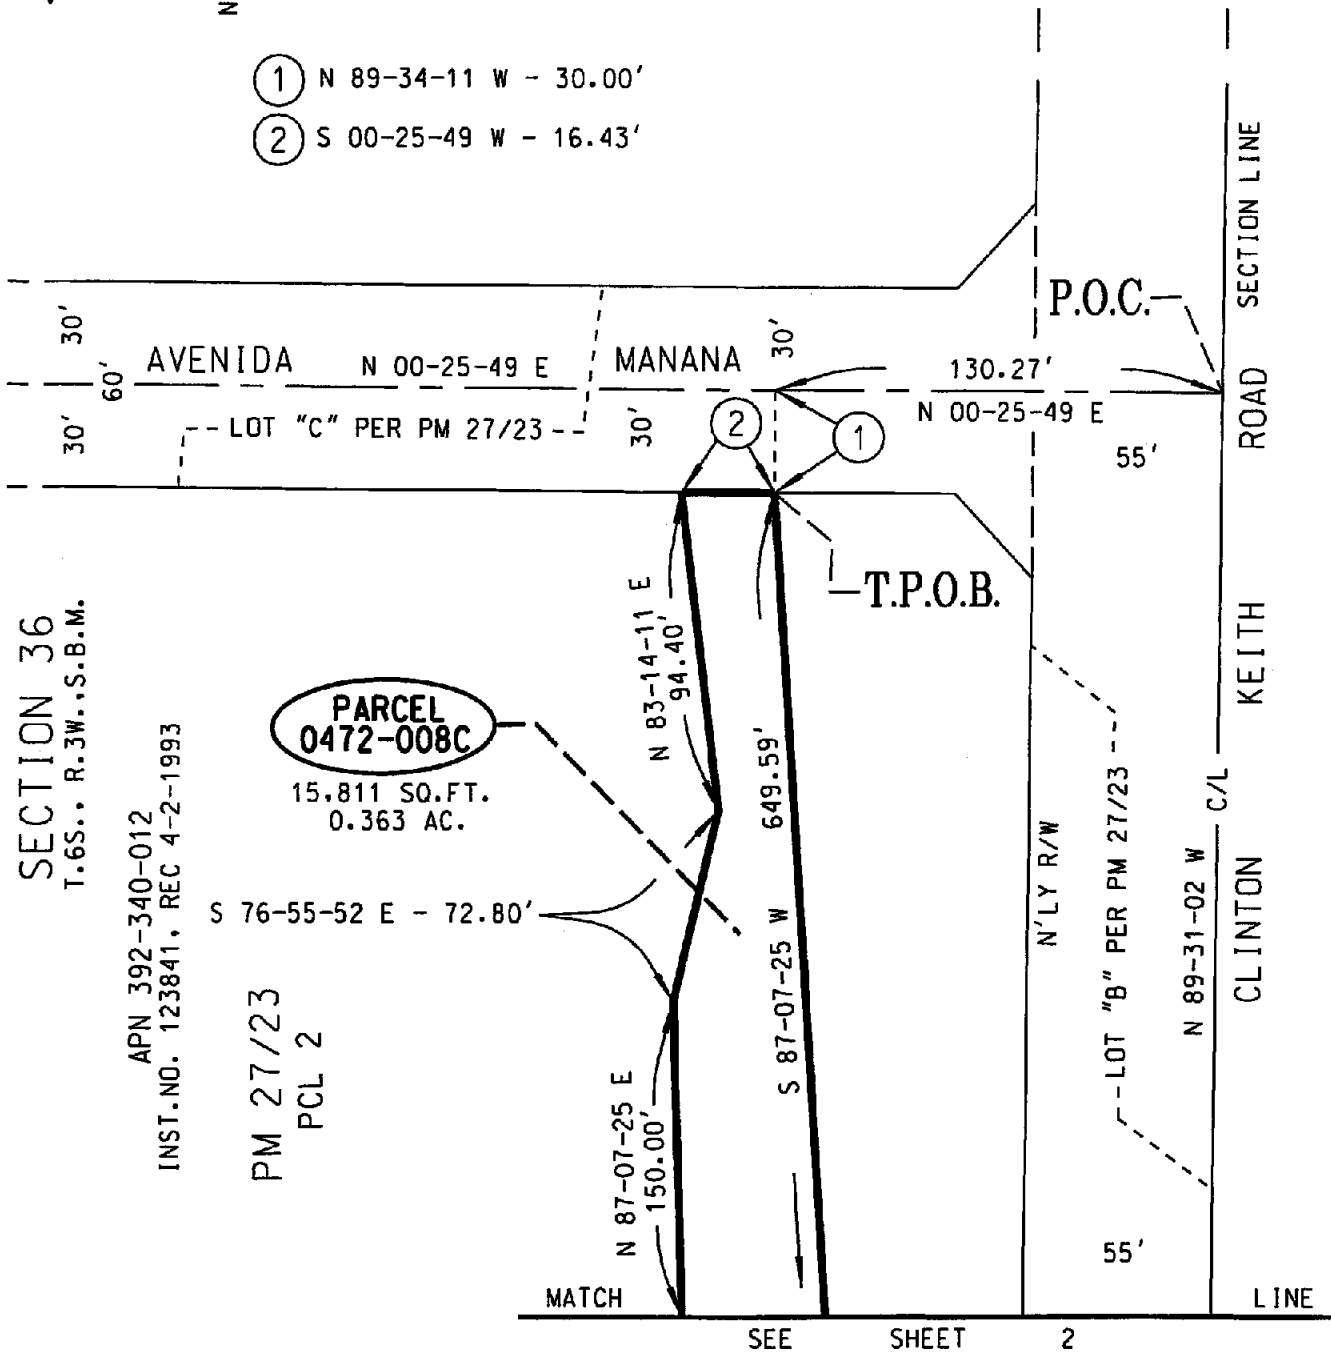 N
1 N 89-34-11 W - 30.00'
2 S 00-25-49 W - 16.43'
SECTION LINE
P.O.C.
30'
60'
30'
AVENIDA
N 00-25-49 E
MANANA
30'
130.27'
N 00-25-49 E
LOT "C" PER PM 27/23
30'
2
1
55'
ROAD
T.P.O.B.
KEITH
CLINTON
SECTION 36
T.6S., R.3W., S.B.M.
N 83-14-11 E
94.40'
PARCEL
0472-008C
15,811 SQ.FT.
0.363 AC.
649.59'
S 87-07-25 W
APN 392-340-012
INST.NO. 123841, REC 4-2-1993
S 76-55-52 E - 72.80'
PM 27/23
PCL 2
N 87-07-25 E
150.00'
N'LY R/W
LOT "B" PER PM 27/23
C/L
N 89-31-02 W
55'
MATCH
LINE
SEE SHEET 2